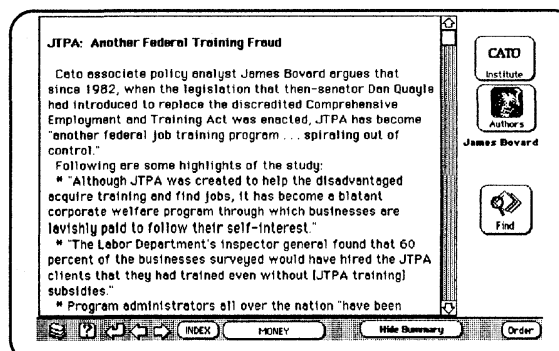 JTPA: Another Federal Training Fraud
Cato associate policy analyst James Bovard argues that
since 1982, when the legislation that then-senator Dan Quayle
had introduced to replace the discredited Comprehensive
Employment and Training Act was enacted, JTPA has become
"another federal job training program . . . spiraling out of
control."
Following are some highlights of the study:
* "Although JTPA was created to help the disadvantaged
acquire training and find jobs, it has become a blatant
corporate welfare program through which businesses are
lavishly paid to follow their self-interest."
* "The Labor Department's inspector general found that 60
percent of the businesses surveyed would have hired the JTPA
clients that they had trained even without [JTPA training]
subsidies."
* Program administrators all over the nation "have been
CATO
Institute
Authors
James Bovard
Find
?
INDEX
MONEY
Hide Summary
Order